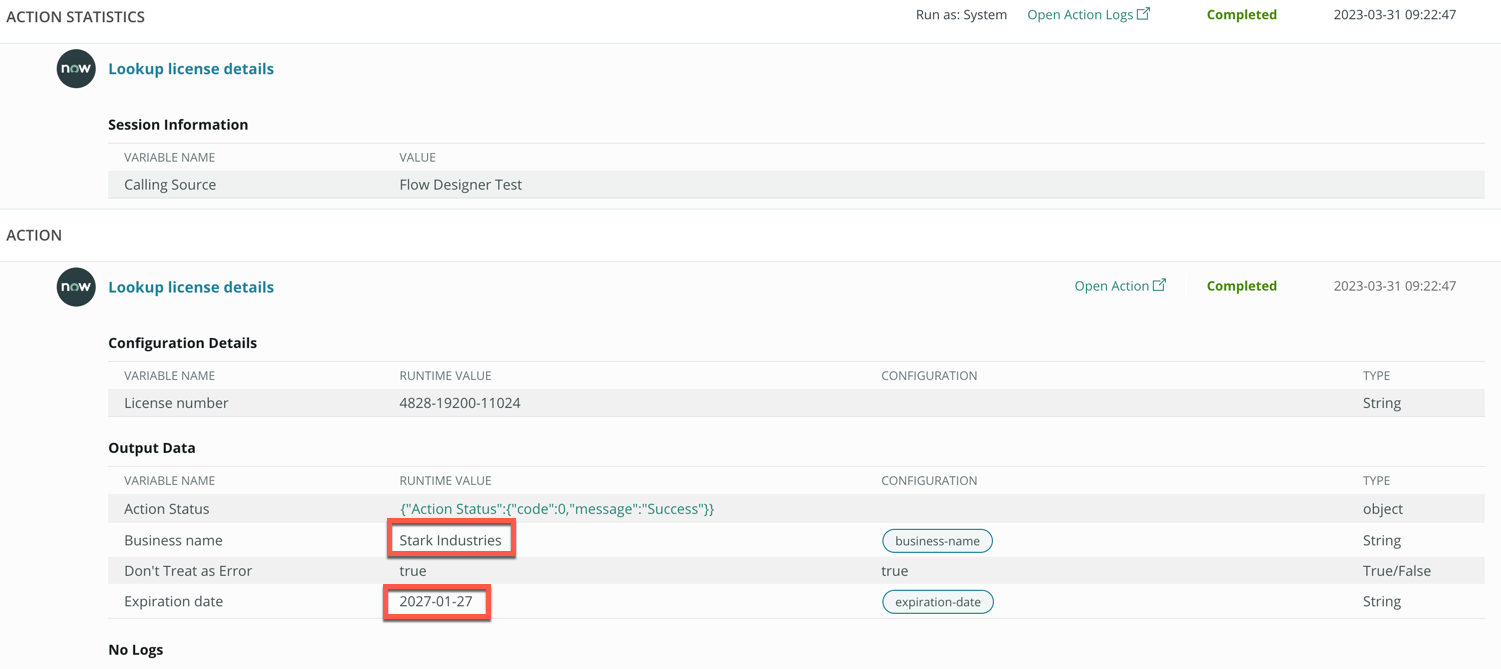 ACTION STATISTICS Run as: System Open Action Logs Completed 2023-03-31 09:22:47
now Lookup license details
Session Information
VARIABLE NAME VALUE
Calling Source Flow Designer Test
ACTION
now Lookup license details Open Action Completed 2023-03-31 09:22:47
Configuration Details
VARIABLE NAME RUNTIME VALUE CONFIGURATION TYPE
License number 4828-19200-11024 String
Output Data
VARIABLE NAME RUNTIME VALUE CONFIGURATION TYPE
Action Status {"Action Status":{"code":0,"message":"Success"}} object
Business name Stark Industries business-name String
Don't Treat as Error true true True/False
Expiration date 2027-01-27 expiration-date String
No Logs